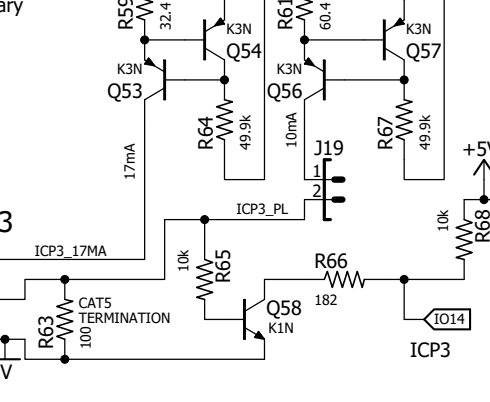 ary
R59
32.4
K3N
Q54
R61
60.4
K3N
Q57
K3N
Q53
K3N
Q56
R64
49.9k
R67
49.9k
17mA
10mA
J19
1
2
+5V
ICP3_PL
10k
R68
3
ICP3_17MA
10k
R65
R66
182
CAT5
TERMINATION
R63
100
Q58
K1N
IO14
ICP3
V